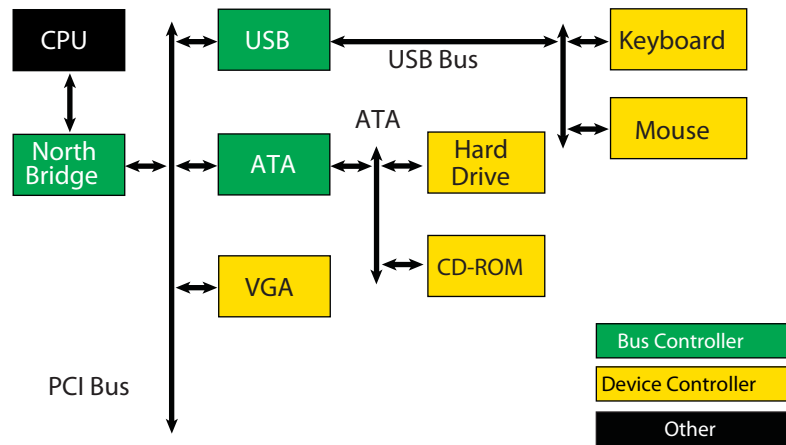 CPU
USB
Keyboard
USB Bus
Mouse
ATA
North
Bridge
ATA
Hard
Drive
VGA
CD-ROM
PCI Bus
Bus Controller
Device Controller
Other